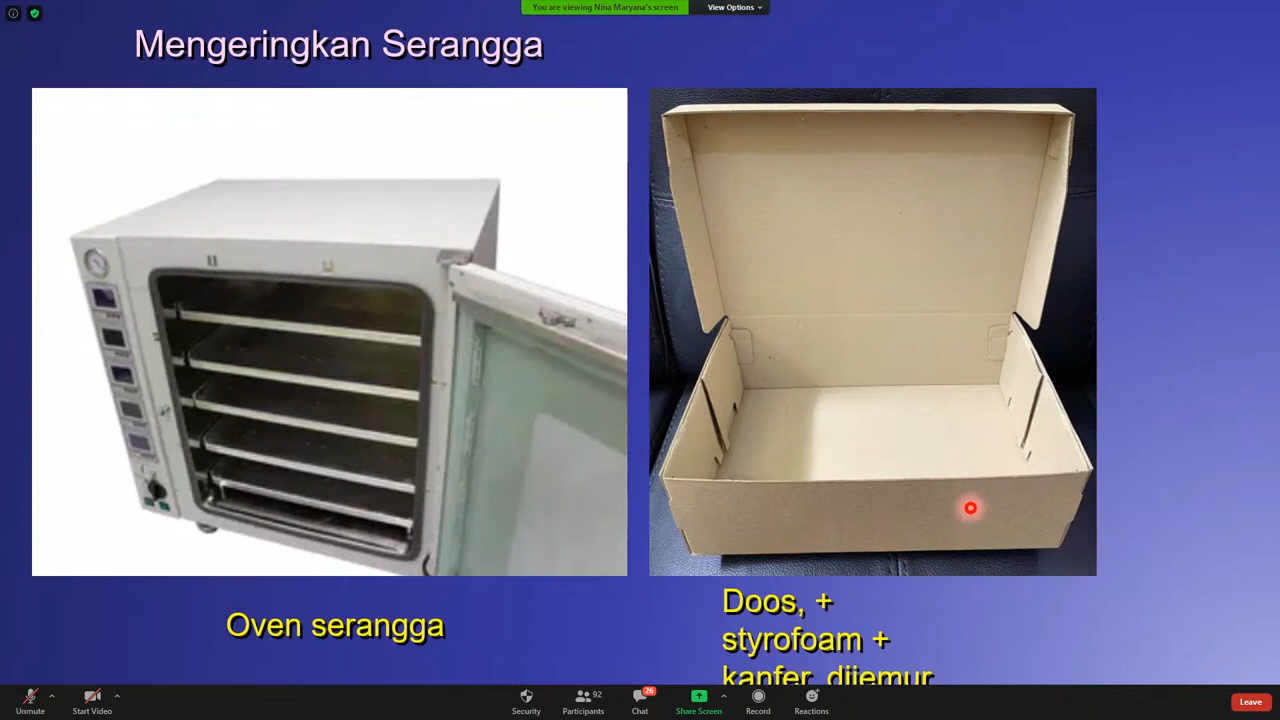 You are viewing Nina Maryana's screen
View Options
Mengeringkan Serangga
Oven serangga
Doos, +
styrofoam +
kanfer, dijemur
Unmute
Start Video
Security
92
Participants
26
Chat
Share Screen
Record
Reactions
Leave